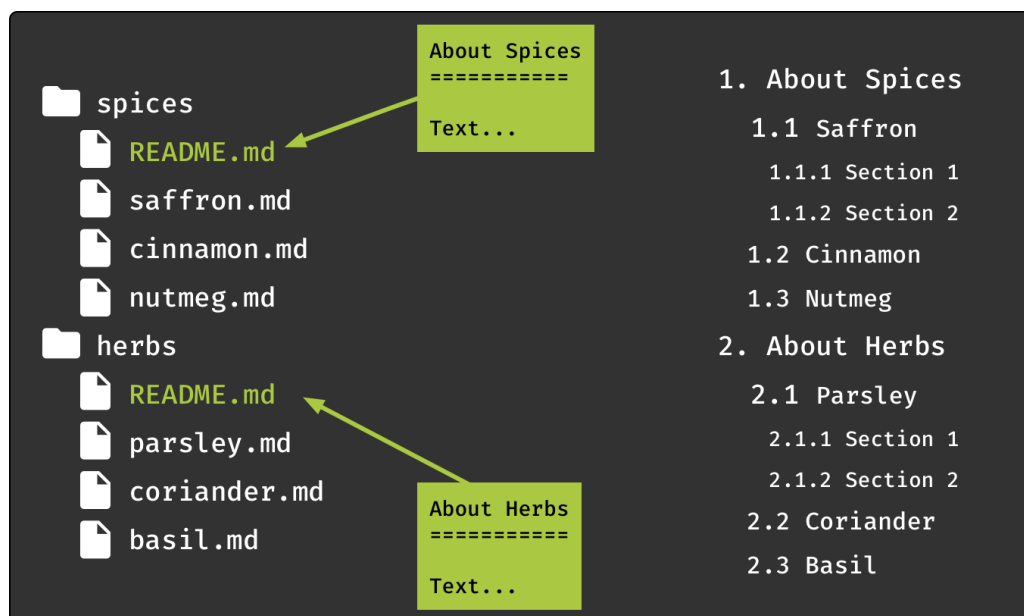 spices
README.md
saffron.md
cinnamon.md
nutmeg.md
herbs
README.md
parsley.md
coriander.md
basil.md
About Spices
===========
Text...
About Herbs
===========
Text...
1. About Spices
1.1 Saffron
1.1.1 Section 1
1.1.2 Section 2
1.2 Cinnamon
1.3 Nutmeg
2. About Herbs
2.1 Parsley
2.1.1 Section 1
2.1.2 Section 2
2.2 Coriander
2.3 Basil